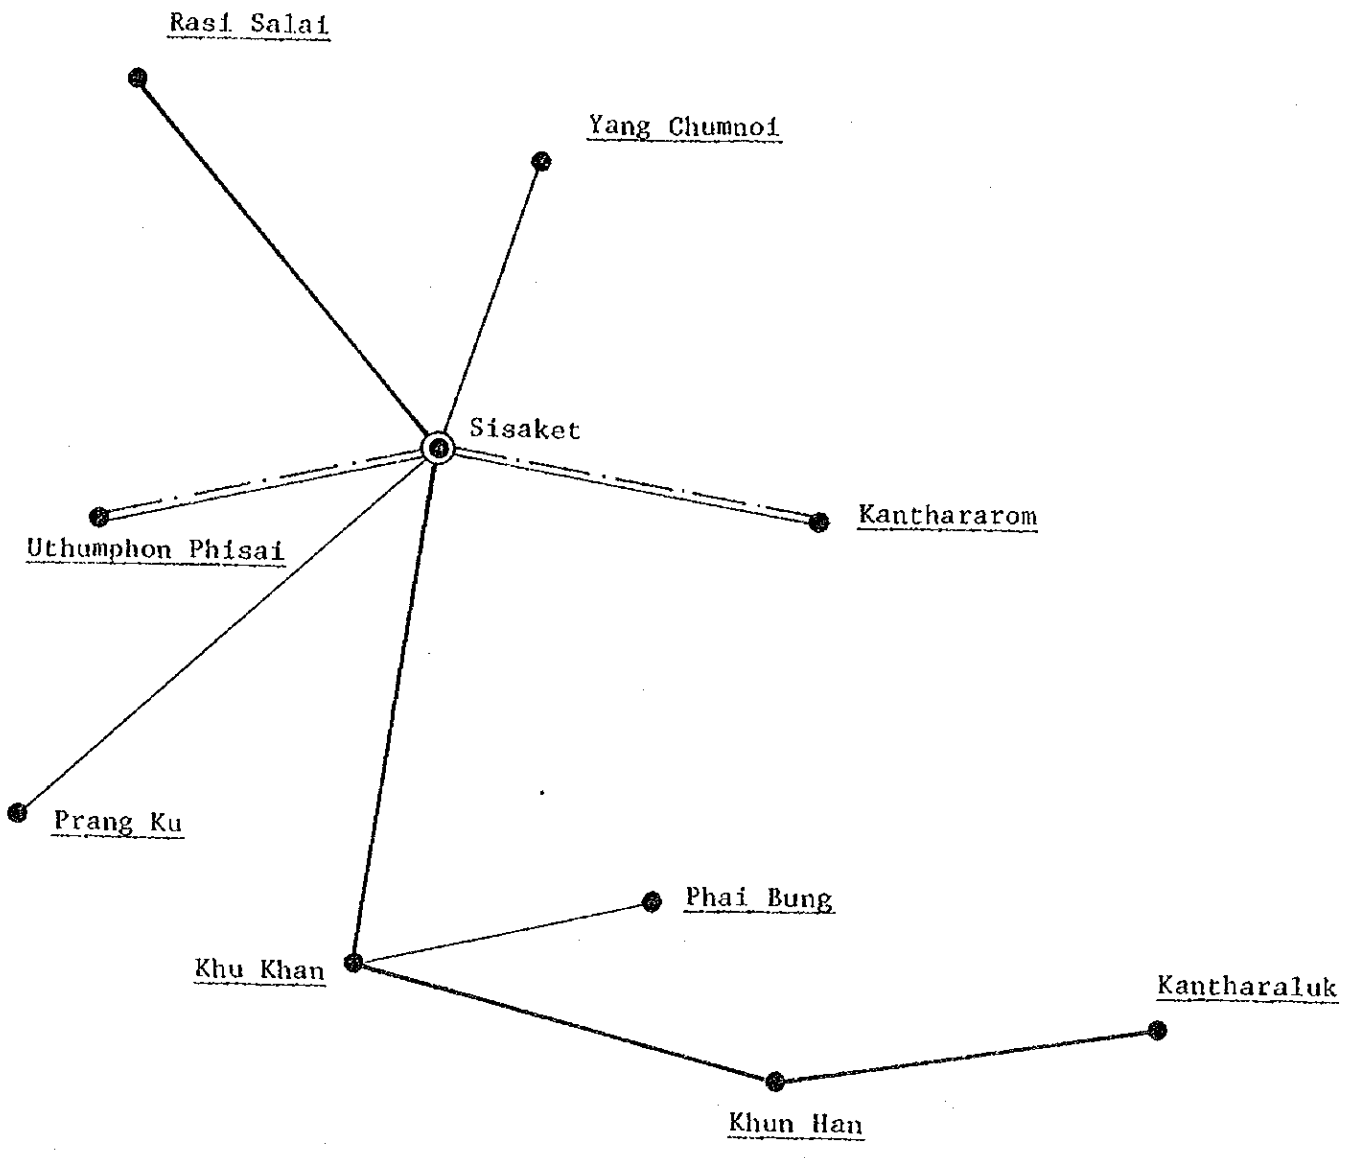 Rasi Salai
Yang Chumnoi
Sisaket
Kanthararom
Uthumphon Phisai
Prang Ku
Phai Bung
Khu Khan
Kantharaluk
Khun Han